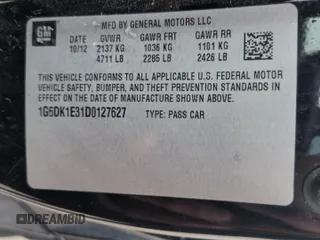 GM
MFD BY GENERAL MOTORS LLC
DATE GVWR GAWR FRT GAWR RR
10/12 2137 KG 1036 KG 1101 KG
4711 LB 2285 LB 2426 LB
THIS VEHICLE CONFORMS TO ALL APPLICABLE U.S. FEDERAL MOTOR
VEHICLE SAFETY, BUMPER, AND THEFT PREVENTION STANDARDS
IN EFFECT ON THE DATE OF MANUFACTURE SHOWN ABOVE.
1G6DK1E31D0127627 TYPE: PASS CAR
DREAMBID